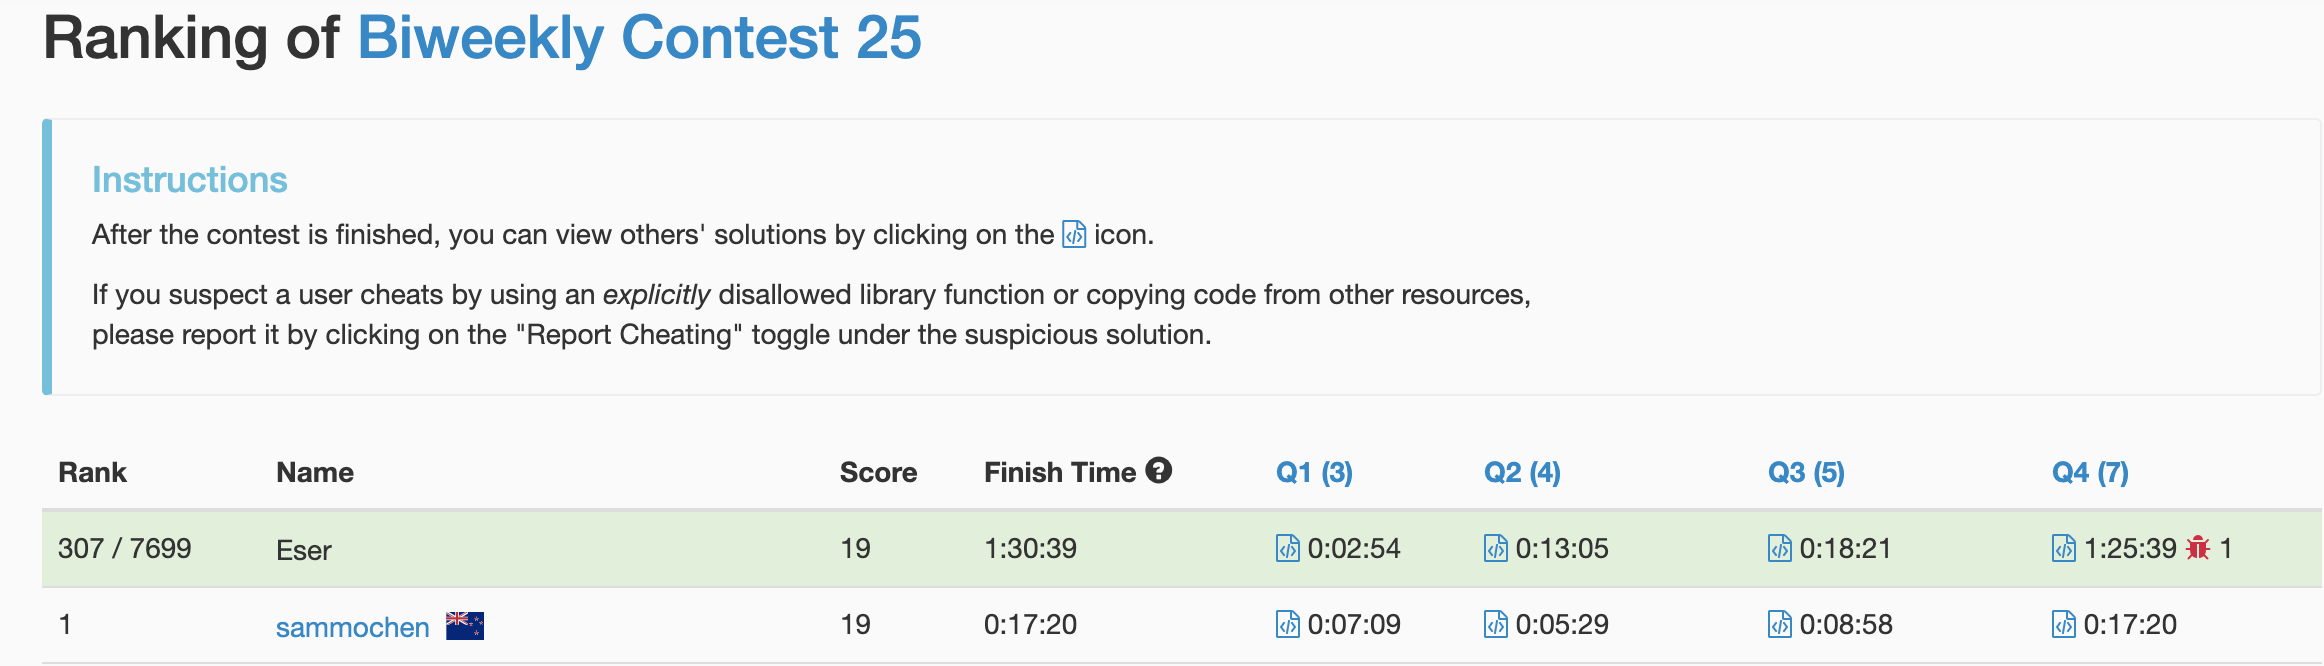 Ranking of Biweekly Contest 25
Instructions
After the contest is finished, you can view others' solutions by clicking on the </> icon.
If you suspect a user cheats by using an explicitly disallowed library function or copying code from other resources,
please report it by clicking on the "Report Cheating" toggle under the suspicious solution.
Rank Name Score Finish Time ? Q1 (3) Q2 (4) Q3 (5) Q4 (7)
307 / 7699 Eser 19 1:30:39 </> 0:02:54 </> 0:13:05 </> 0:18:21 </> 1:25:39 1
1 sammochen 19 0:17:20 </> 0:07:09 </> 0:05:29 </> 0:08:58 </> 0:17:20